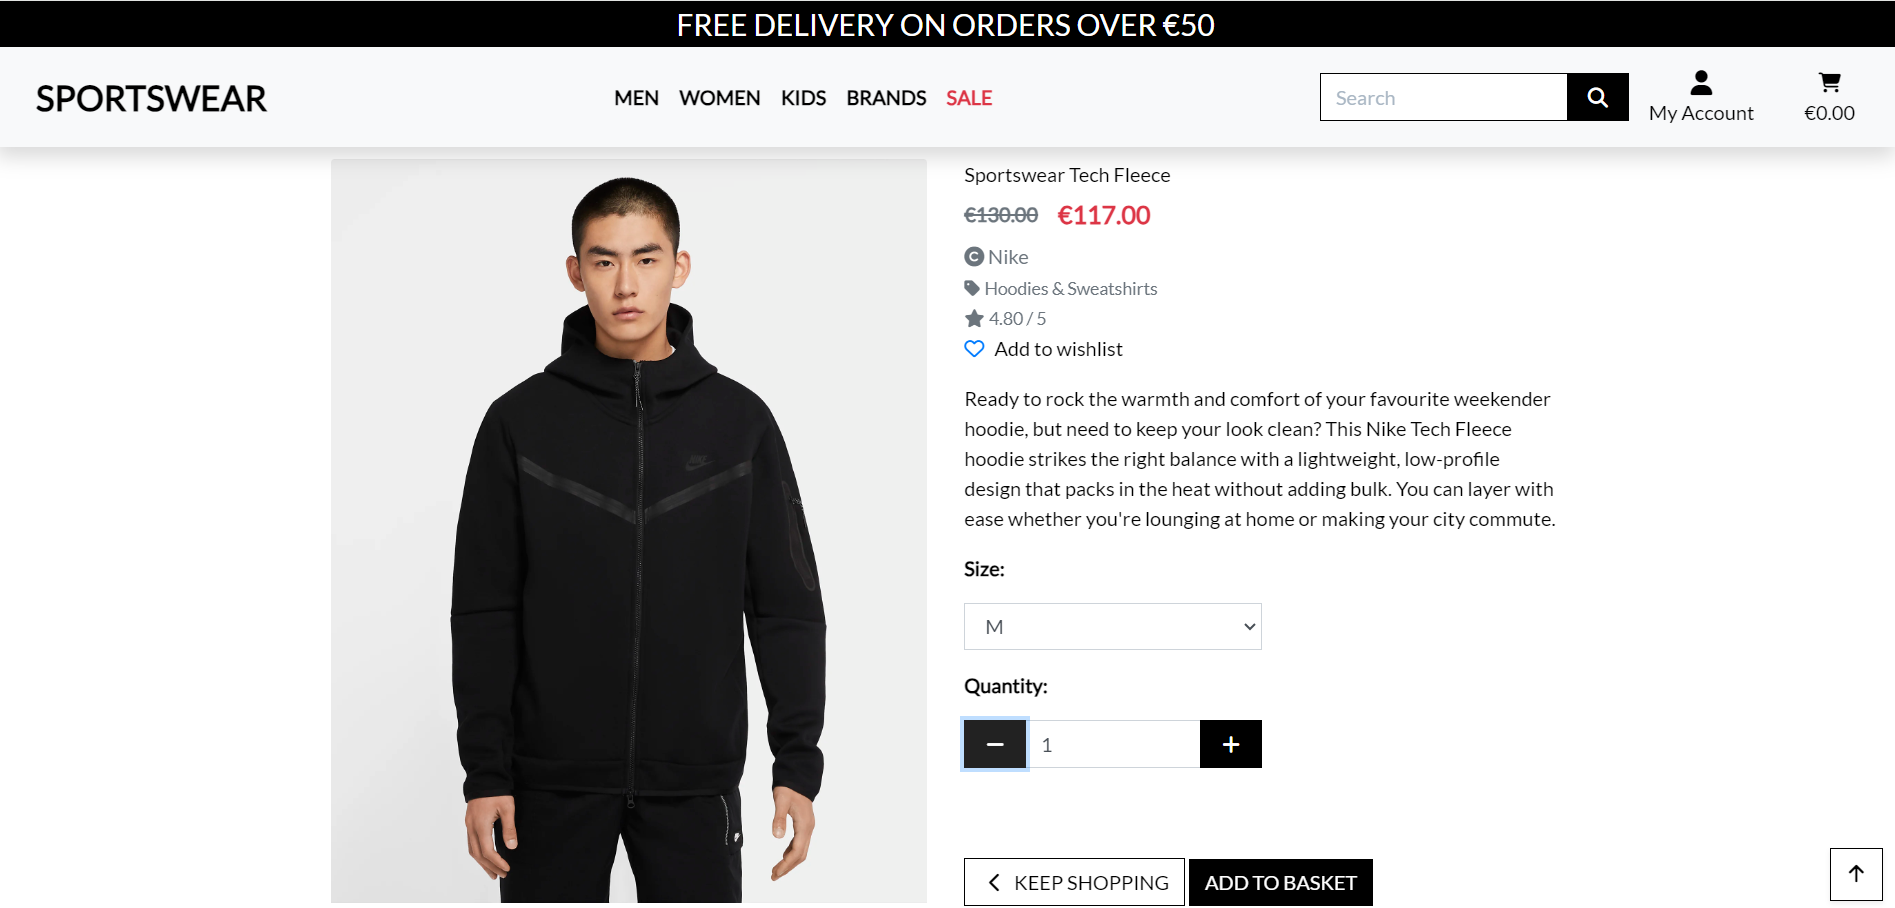 FREE DELIVERY ON ORDERS OVER €50
SPORTSWEAR
MEN WOMEN KIDS BRANDS SALE
Search
My Account
€0.00
Sportswear Tech Fleece
€130.00 €117.00
Nike
Hoodies & Sweatshirts
4.80 / 5
Add to wishlist
Ready to rock the warmth and comfort of your favourite weekender
hoodie, but need to keep your look clean? This Nike Tech Fleece
hoodie strikes the right balance with a lightweight, low-profile
design that packs in the heat without adding bulk. You can layer with
ease whether you're lounging at home or making your city commute.
Size:
M
Quantity:
1
KEEP SHOPPING
ADD TO BASKET
NIKE